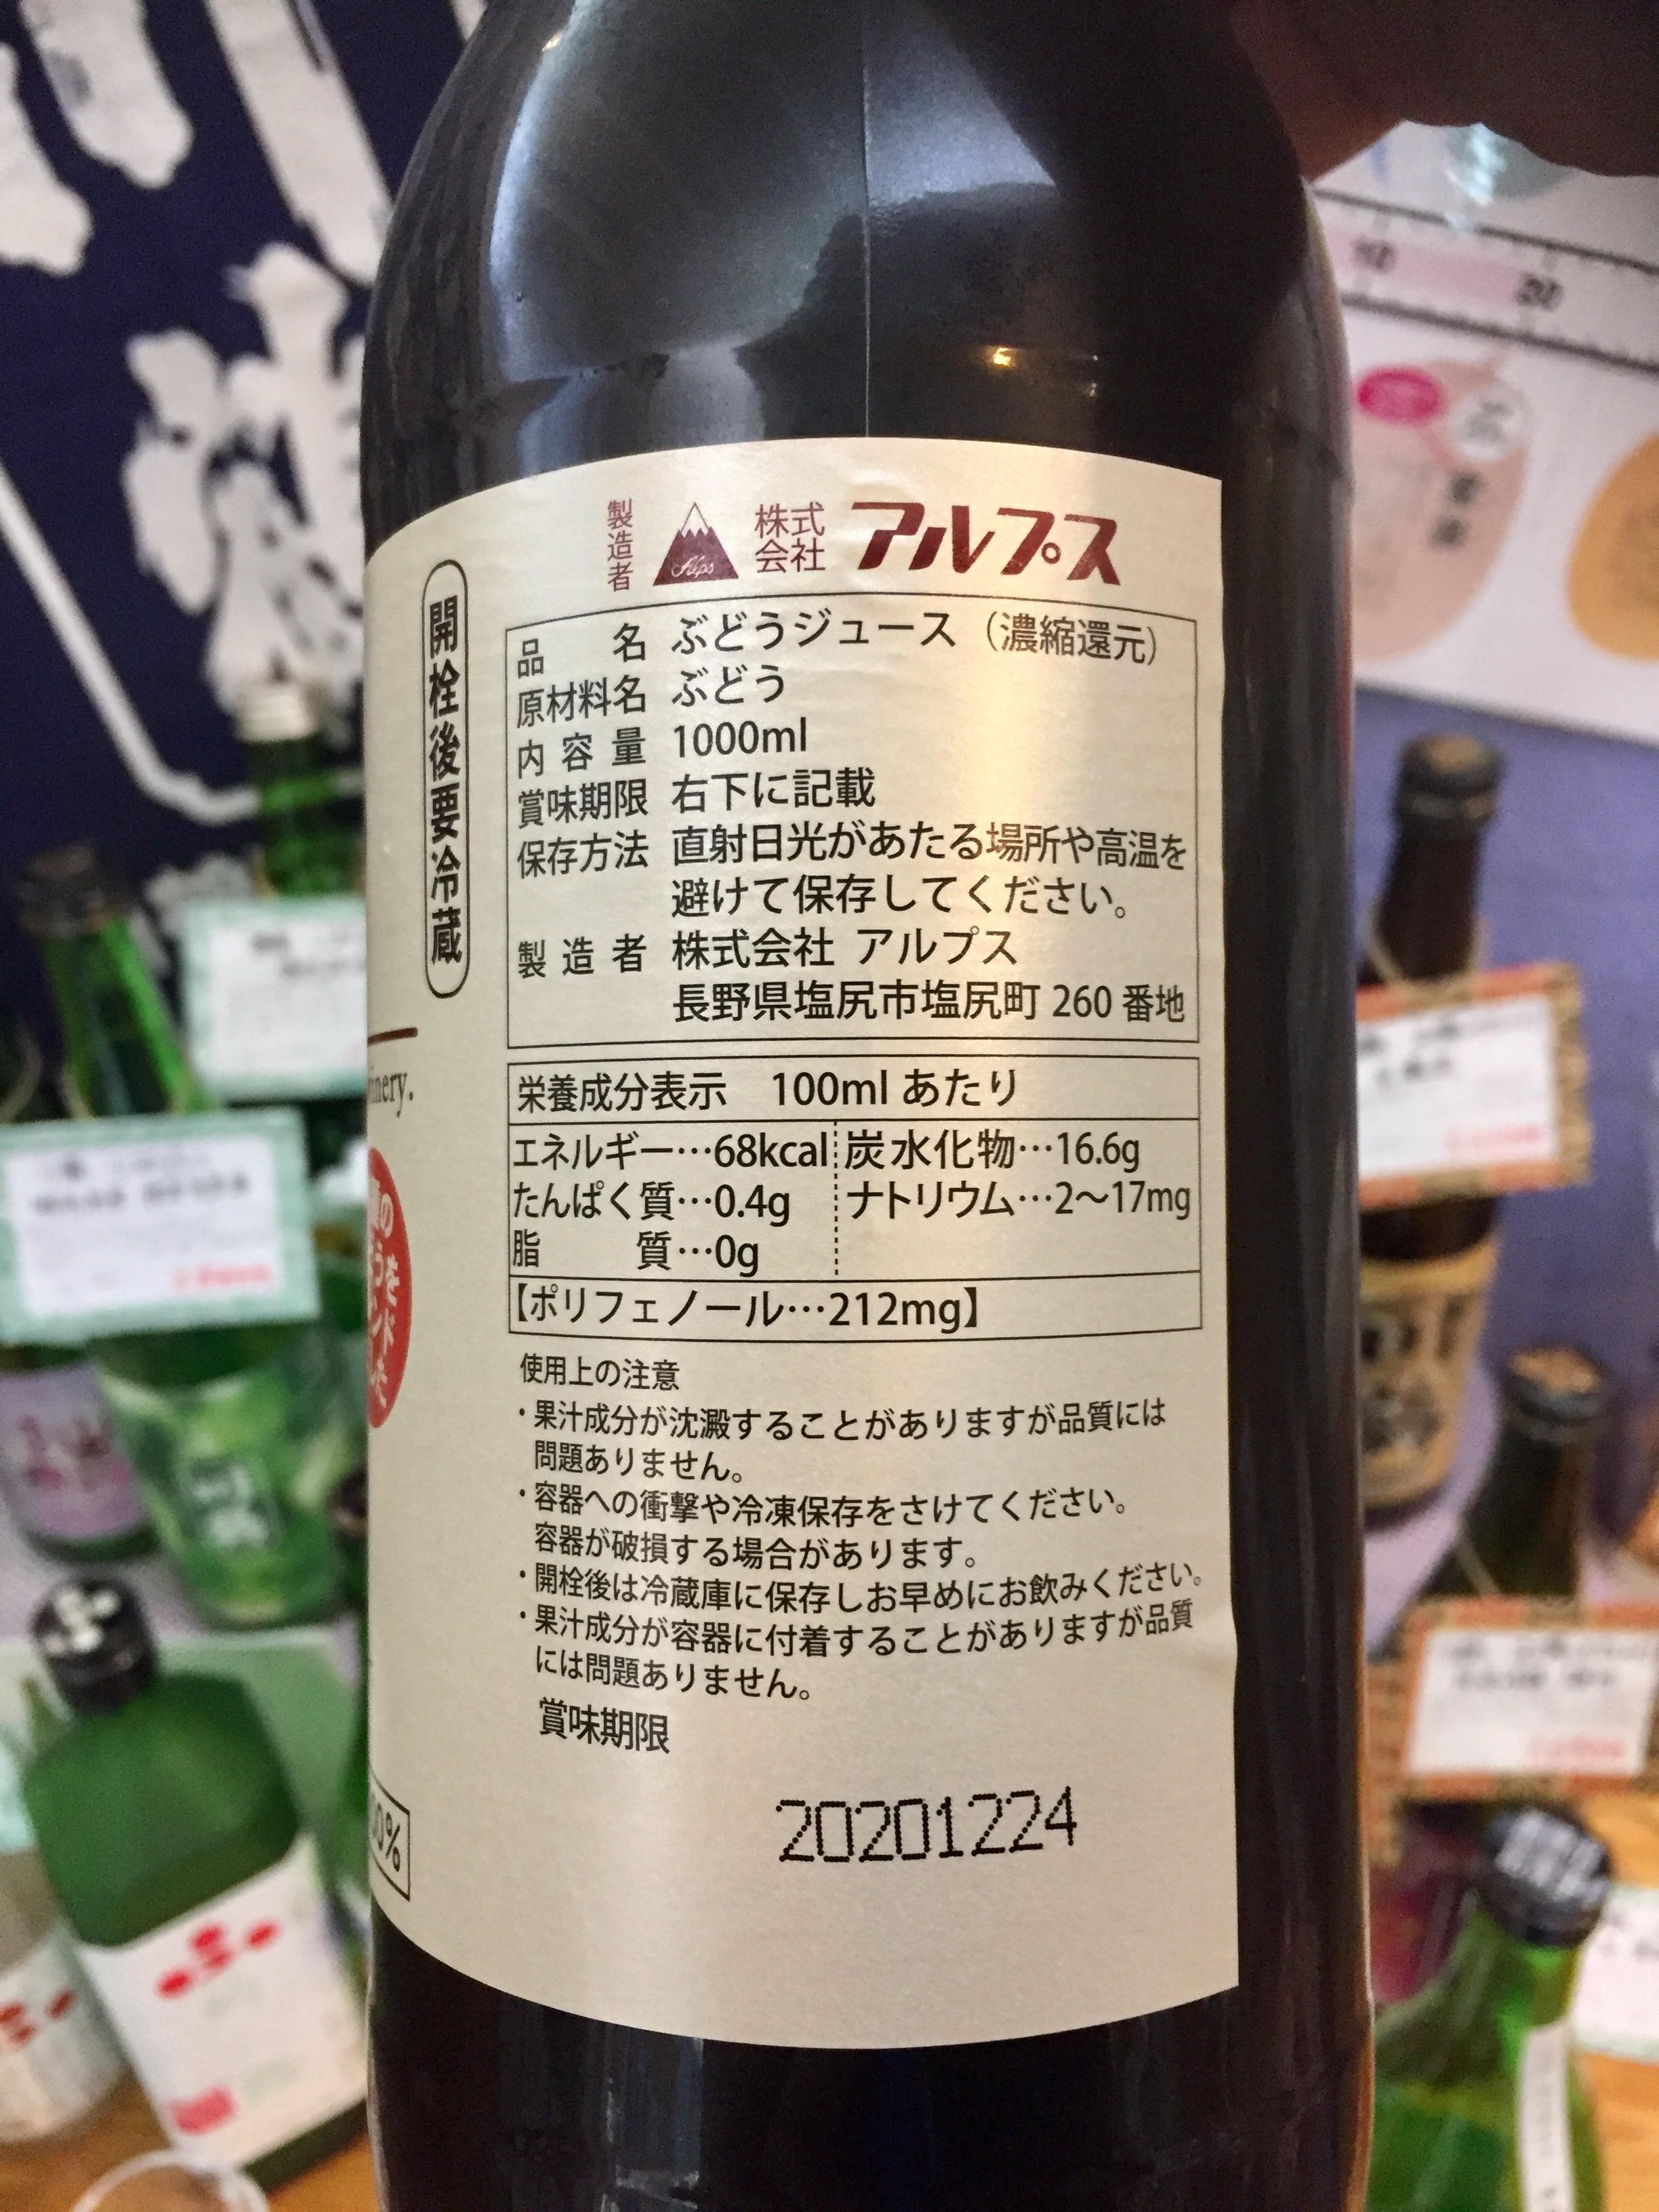 製造者
Alps
株式会社 アルプス
開栓後要冷蔵
品名 ぶどうジュース（濃縮還元）
原材料名 ぶどう
内容量 1000ml
賞味期限 右下に記載
保存方法 直射日光があたる場所や高温を
避けて保存してください。
製造者 株式会社 アルプス
長野県塩尻市塩尻町 260 番地
栄養成分表示 100ml あたり
エネルギー…68kcal 炭水化物…16.6g
たんぱく質…0.4g ナトリウム…2〜17mg
脂質…0g
【ポリフェノール…212mg】
使用上の注意
・果汁成分が沈澱することがありますが品質には
問題ありません。
・容器への衝撃や冷凍保存をさけてください。
容器が破損する場合があります。
・開栓後は冷蔵庫に保存しお早めにお飲みください。
・果汁成分が容器に付着することがありますが品質
には問題ありません。
賞味期限
20201224
10
20